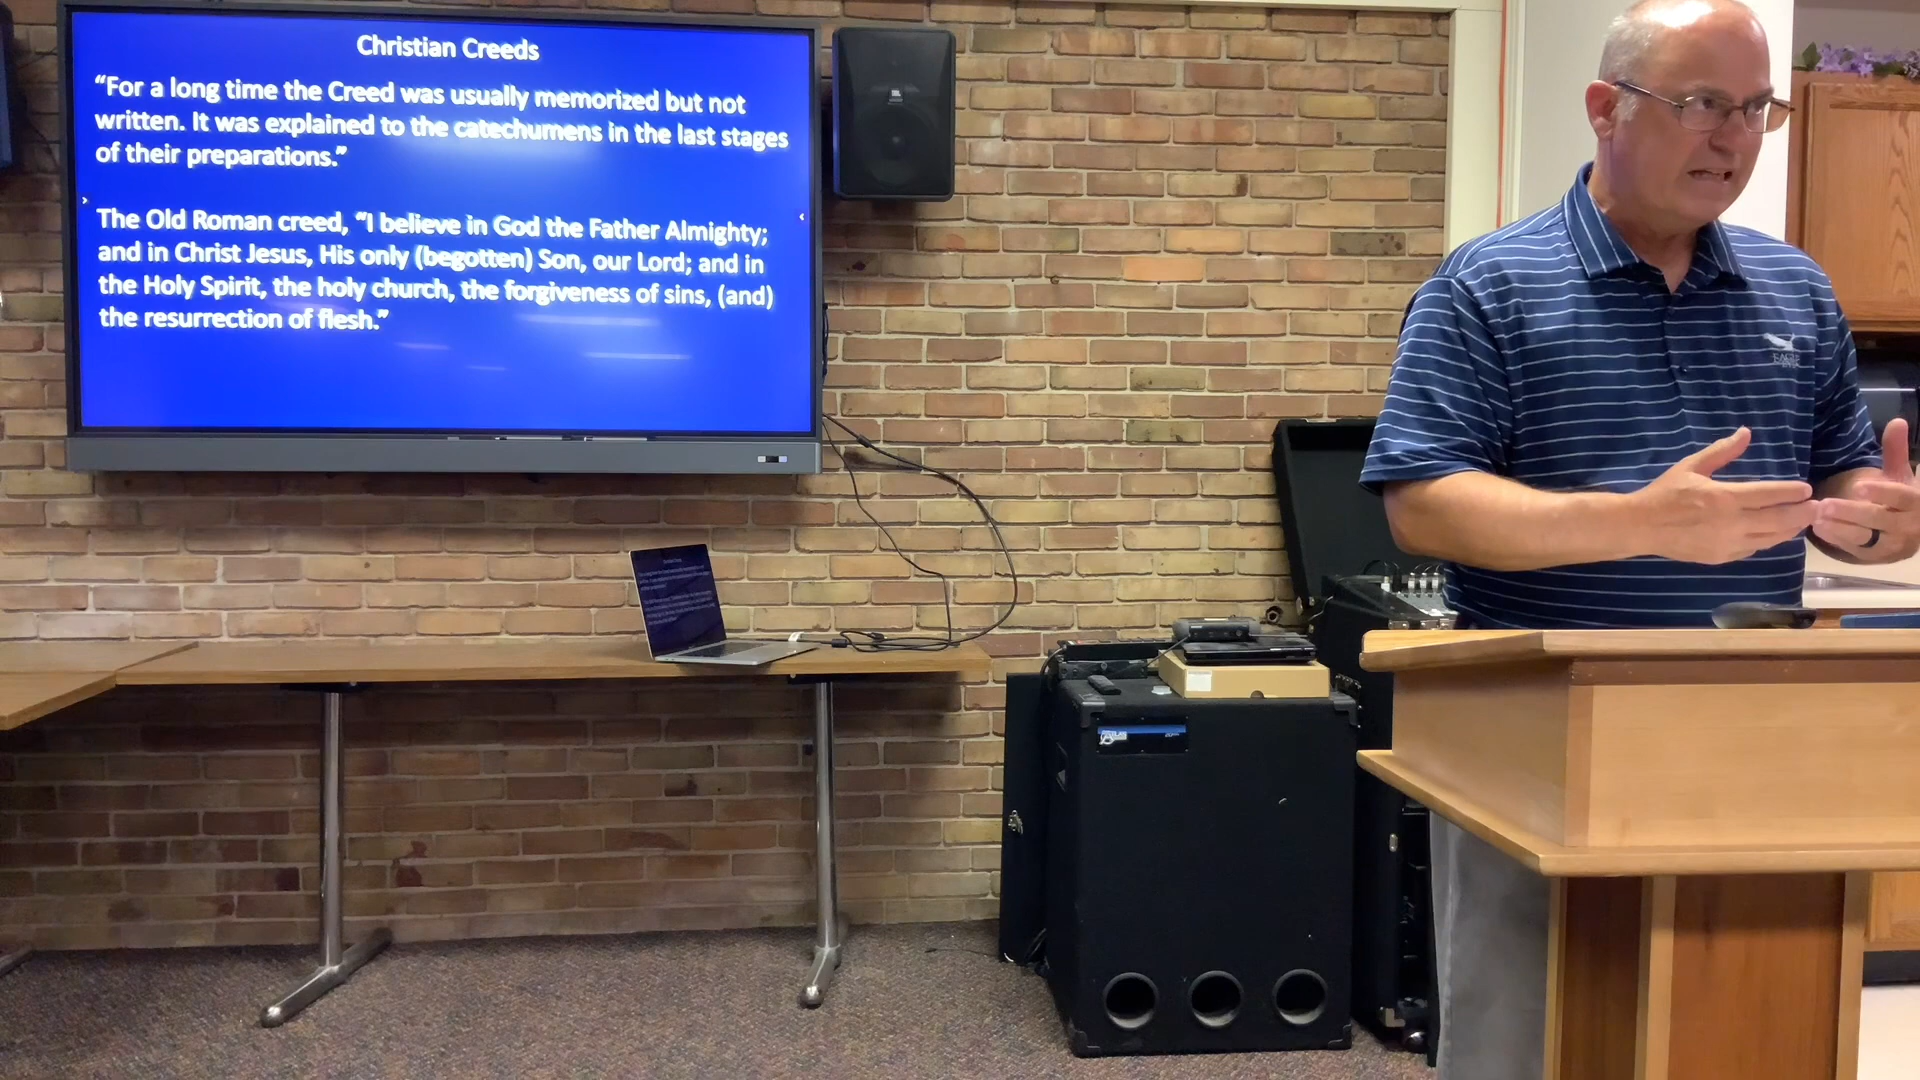 Christian Creeds
“For a long time the Creed was usually memorized but not
written. It was explained to the catechumens in the last stages
of their preparations.”
The Old Roman creed, “I believe in God the Father Almighty;
and in Christ Jesus, His only (begotten) Son, our Lord; and in
the Holy Spirit, the holy church, the forgiveness of sins, (and)
the resurrection of flesh.”
JBL